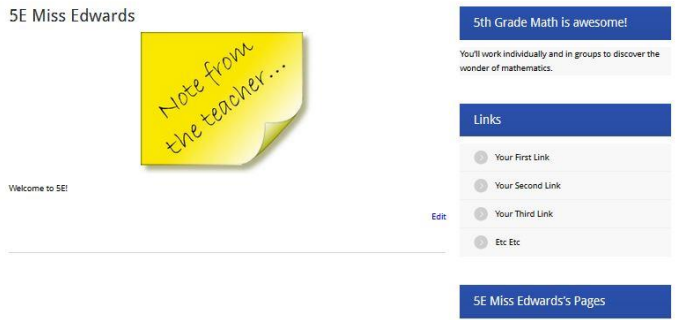 5E Miss Edwards
Note from
the teacher...
Welcome to 5E!
Edit
5th Grade Math is awesome!
You'll work individually and in groups to discover the
wonder of mathematics.
Links
Your First Link
Your Second Link
Your Third Link
Etc Etc
5E Miss Edwards's Pages